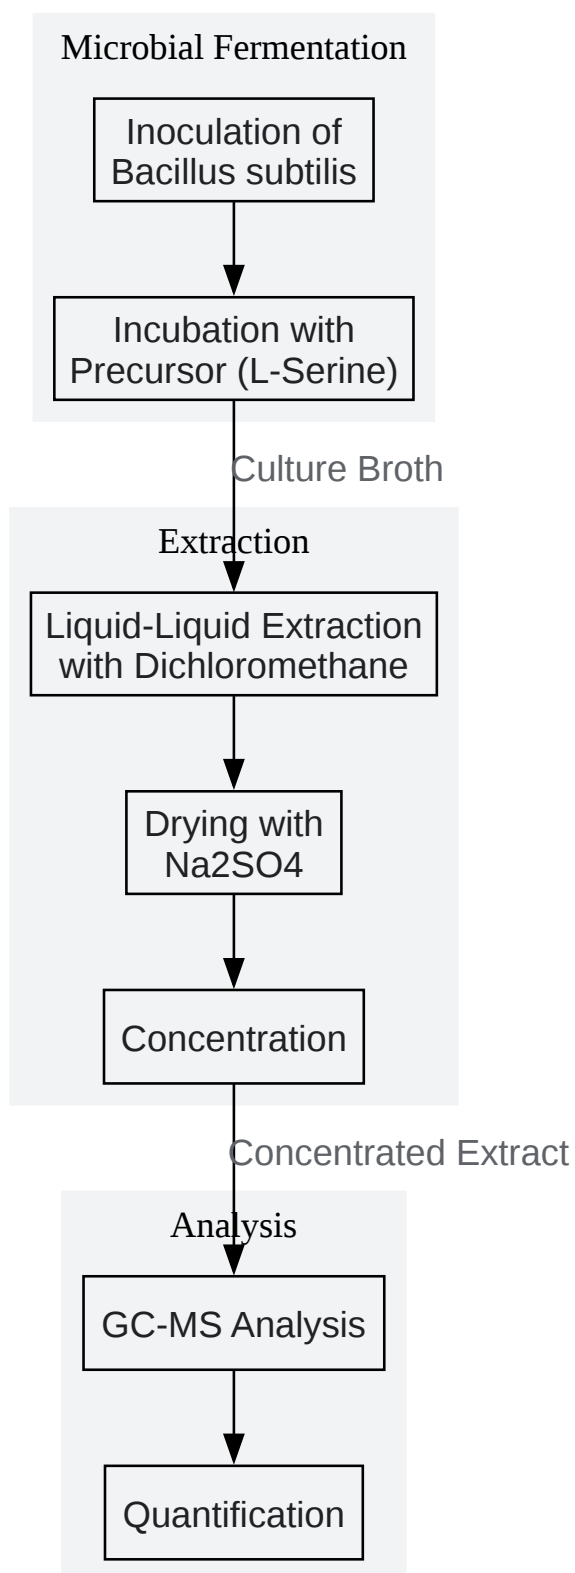 Microbial Fermentation
Inoculation of
Bacillus subtilis
Incubation with
Precursor (L-Serine)
Culture Broth
Extraction
Liquid-Liquid Extraction
with Dichloromethane
Drying with
Na2SO4
Concentration
Concentrated Extract
Analysis
GC-MS Analysis
Quantification